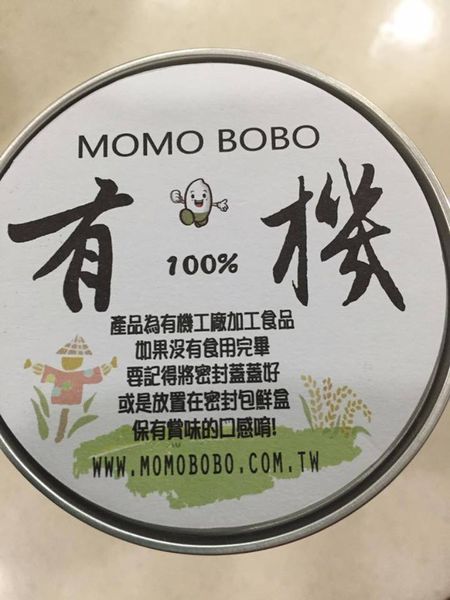 MOMO BOBO
有機
100%
產品為有機工廠加工食品
如果沒有食用完畢
要記得將密封蓋蓋好
或是放置在密封包鮮盒
保有賞味的口感唷!
WWW.MOMOBOBO.COM.TW